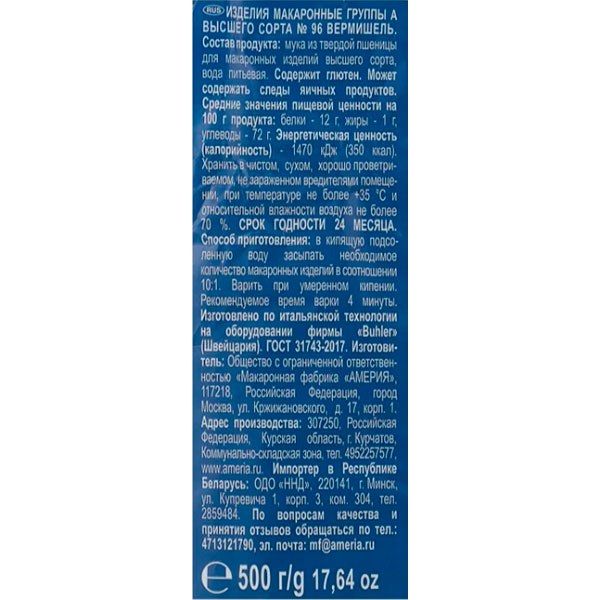 RUS ИЗДЕЛИЯ МАКАРОННЫЕ ГРУППЫ А
ВЫСШЕГО СОРТА № 96 ВЕРМИШЕЛЬ.
Состав продукта: мука из твердой пшеницы
для макаронных изделий высшего сорта,
вода питьевая. Содержит глютен. Может
содержать следы яичных продуктов.
Средние значения пищевой ценности на
100 г продукта: белки - 12 г, жиры - 1 г,
углеводы - 72 г. Энергетическая ценность
(калорийность) - 1470 кДж (350 ккал).
Хранить в чистом, сухом, хорошо проветри-
ваемом, не зараженном вредителями помеще-
нии, при температуре не более +35 °С и
относительной влажности воздуха не более
70 %. СРОК ГОДНОСТИ 24 МЕСЯЦА.
Способ приготовления: в кипящую подсо-
ленную воду засыпать необходимое
количество макаронных изделий в соотношении
10:1. Варить при умеренном кипении.
Рекомендуемое время варки 4 минуты.
Изготовлено по итальянской технологии
на оборудовании фирмы «Buhler»
(Швейцария). ГОСТ 31743-2017. Изготови-
тель: Общество с ограниченной ответствен-
ностью «Макаронная фабрика «АМЕРИЯ»,
117218, Российская Федерация, город
Москва, ул. Кржижановского, д. 17, корп. 1.
Адрес производства: 307250, Российская
Федерация, Курская область, г. Курчатов,
Коммунально-складская зона, тел. 4952257577,
www.ameria.ru. Импортер в Республике
Беларусь: ОДО «ННД», 220141, г. Минск,
ул. Купревича 1, корп. 3, ком. 304, тел.
2859484. По вопросам качества и
принятия отзывов обращаться по тел.:
4713121790, эл. почта: mf@ameria.ru
℮ 500 г/g 17,64 oz